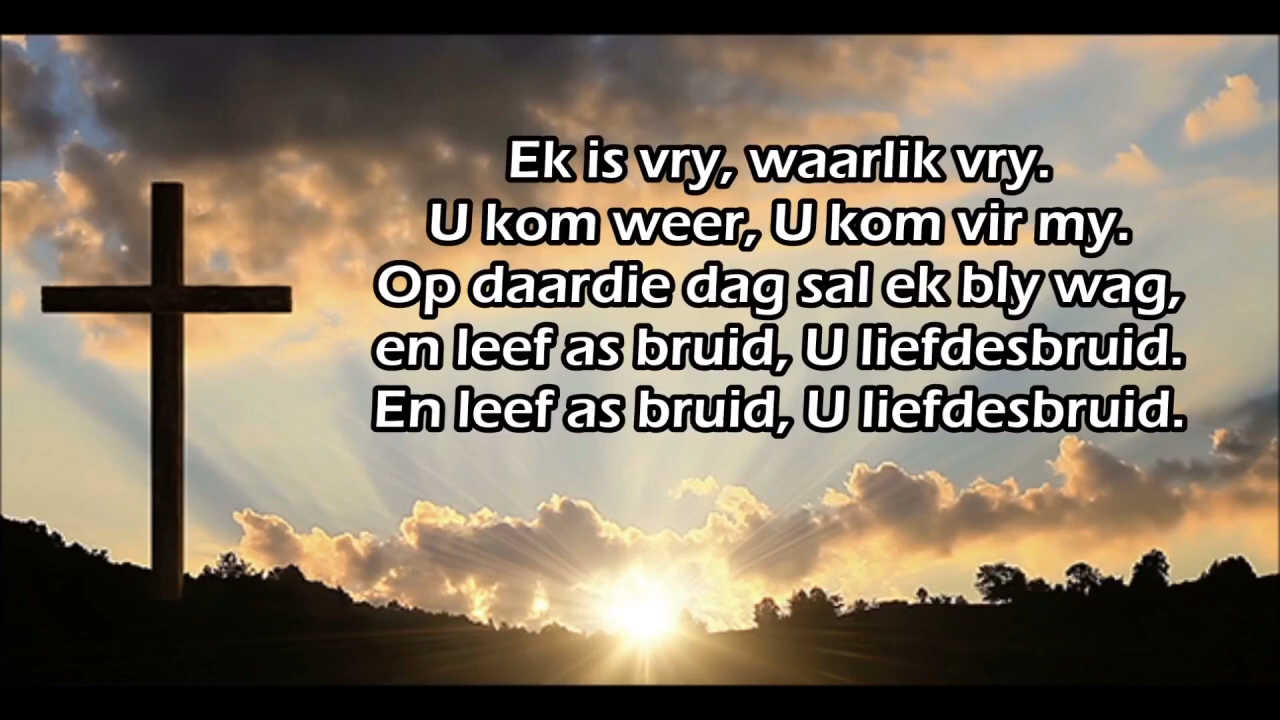 Ek is vry, waarlik vry.
U kom weer, U kom vir my.
Op daardie dag sal ek bly wag,
en leef as bruid, U liefdesbruid.
En leef as bruid, U liefdesbruid.